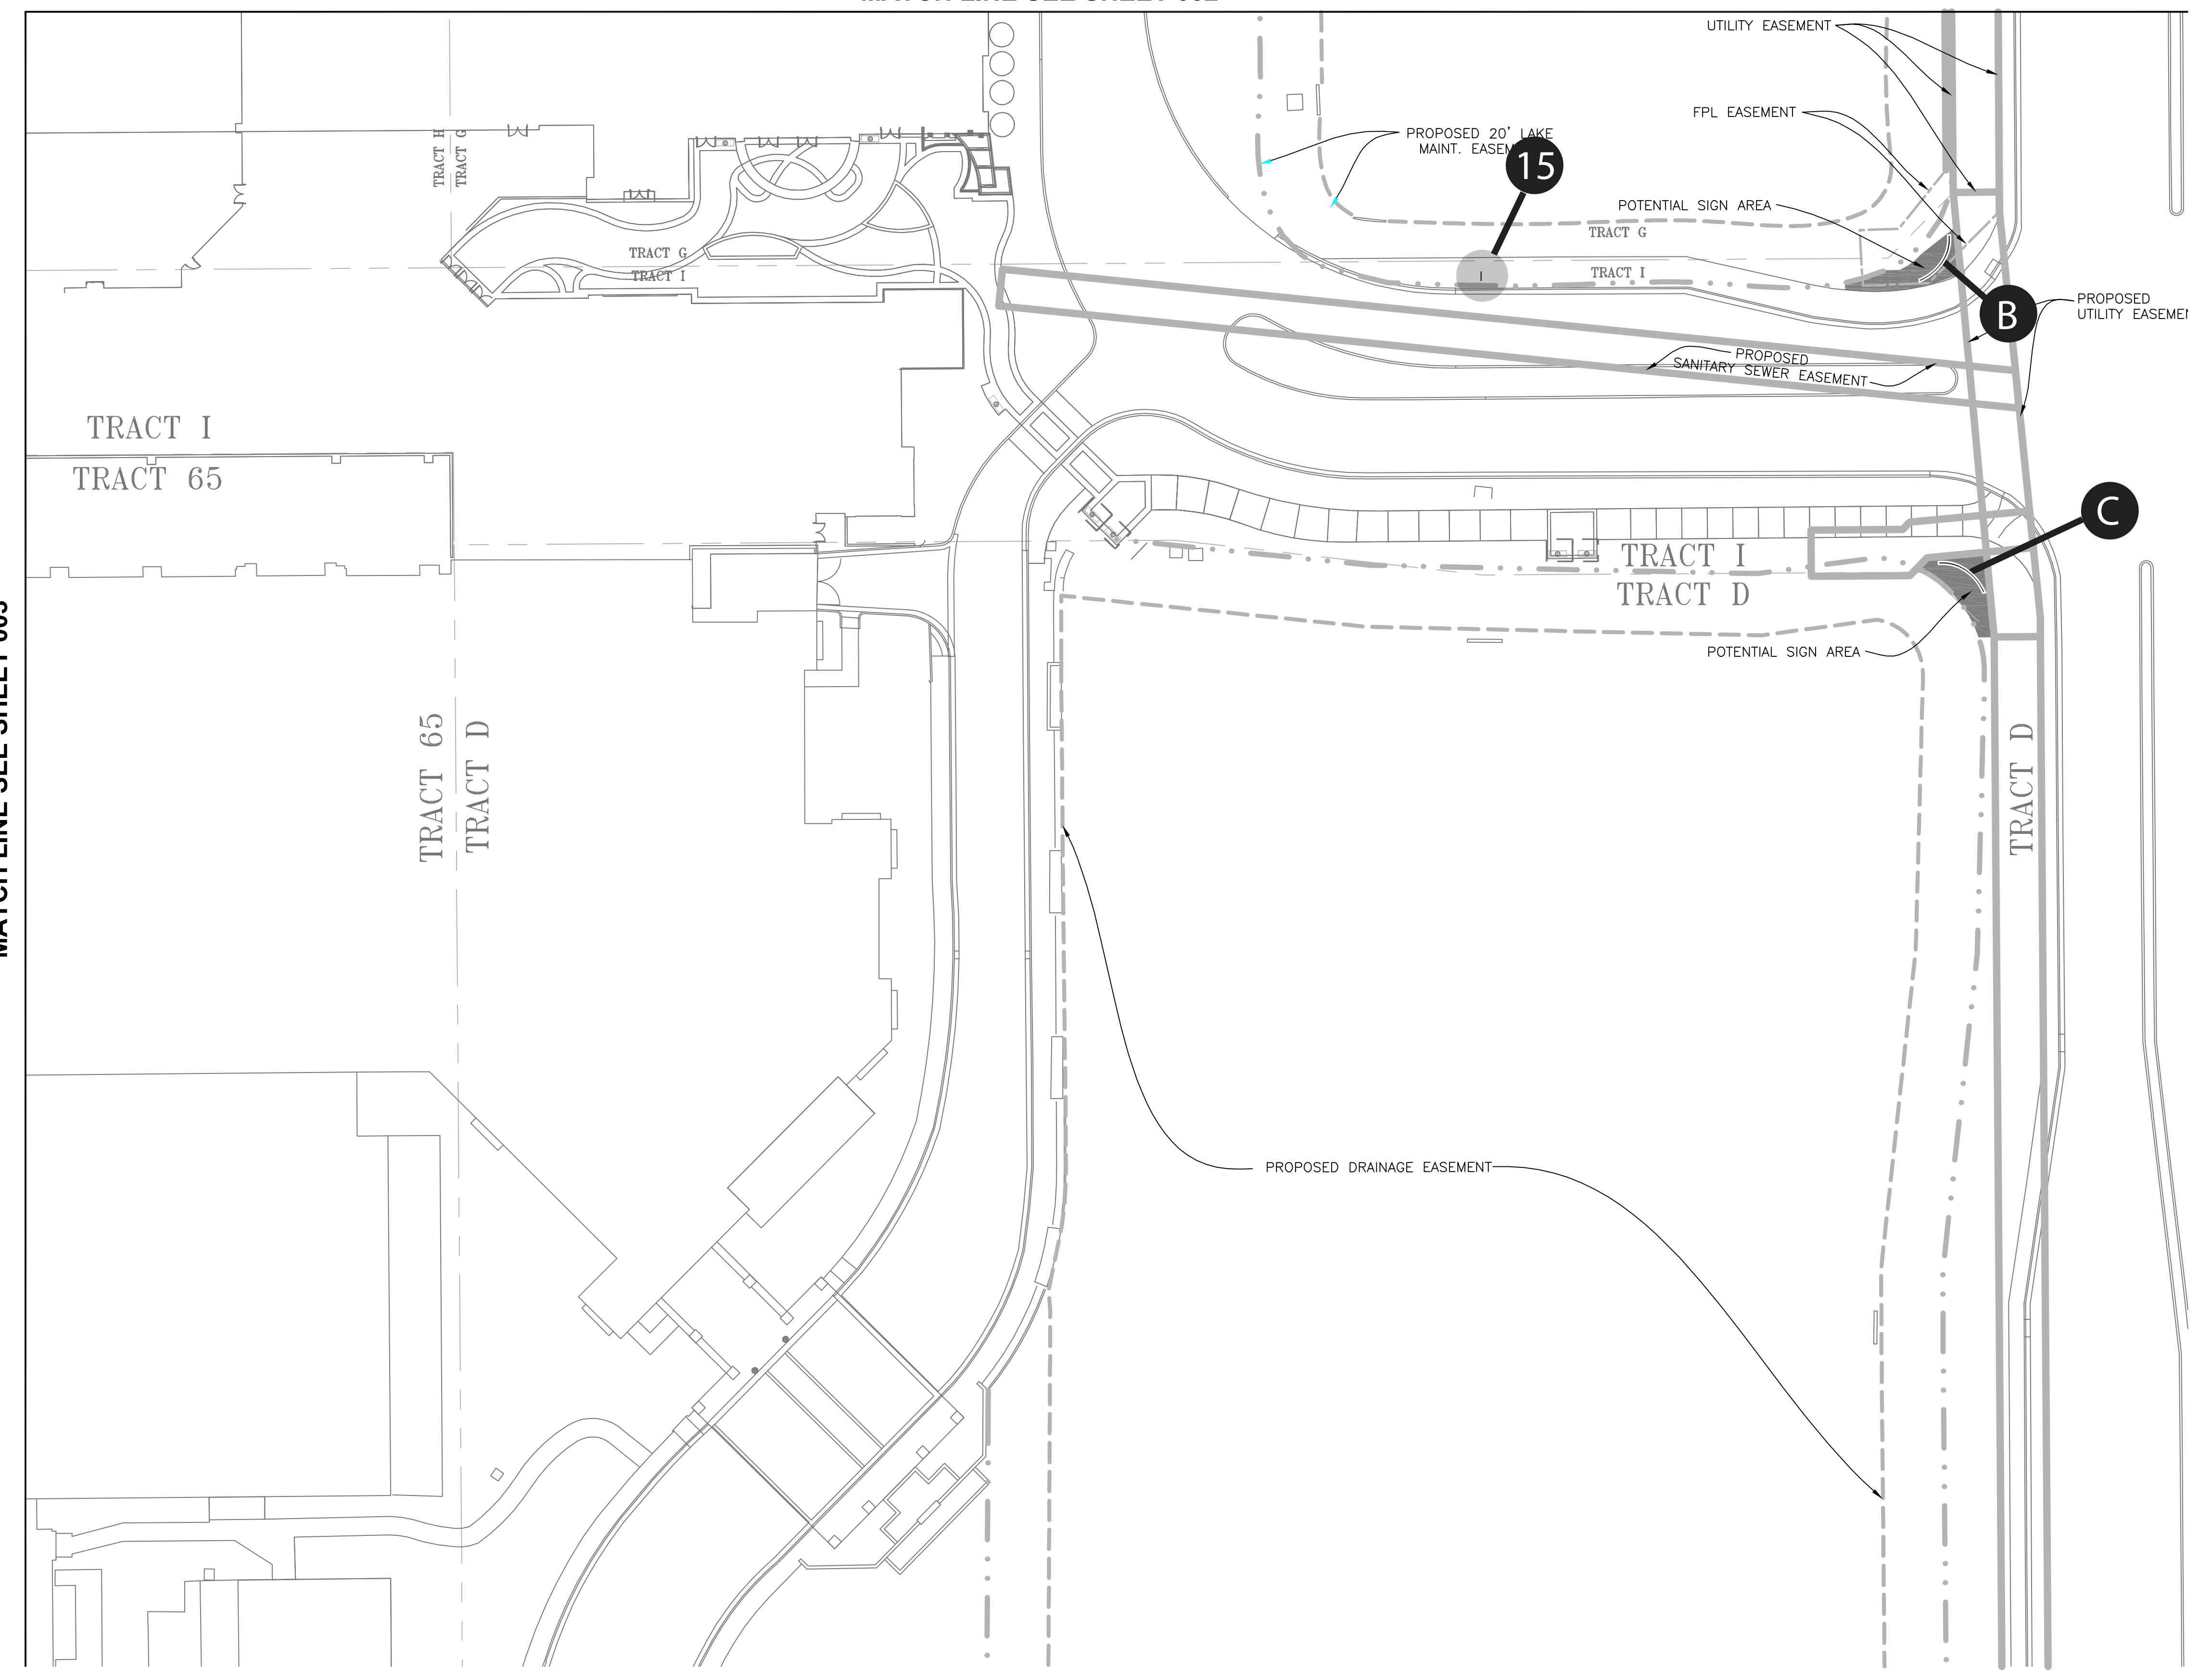 UTILITY EASEMENT
FPL EASEMENT
PROPOSED 20' LAKE
MAINT.
15
TRACT H
TRACT G
POTENTIAL SIGN AREA
TRACT G
TRACT G
TRACT I
TRACT I
B
PROPOSED
UTILITY
PROPOSED
SANITARY SEWER EASEMENT
TRACT I
TRACT 65
C
TRACT I
TRACT D
POTENTIAL SIGN AREA
TRACT 65
TRACT D
TRACT D
PROPOSED DRAINAGE EASEMENT